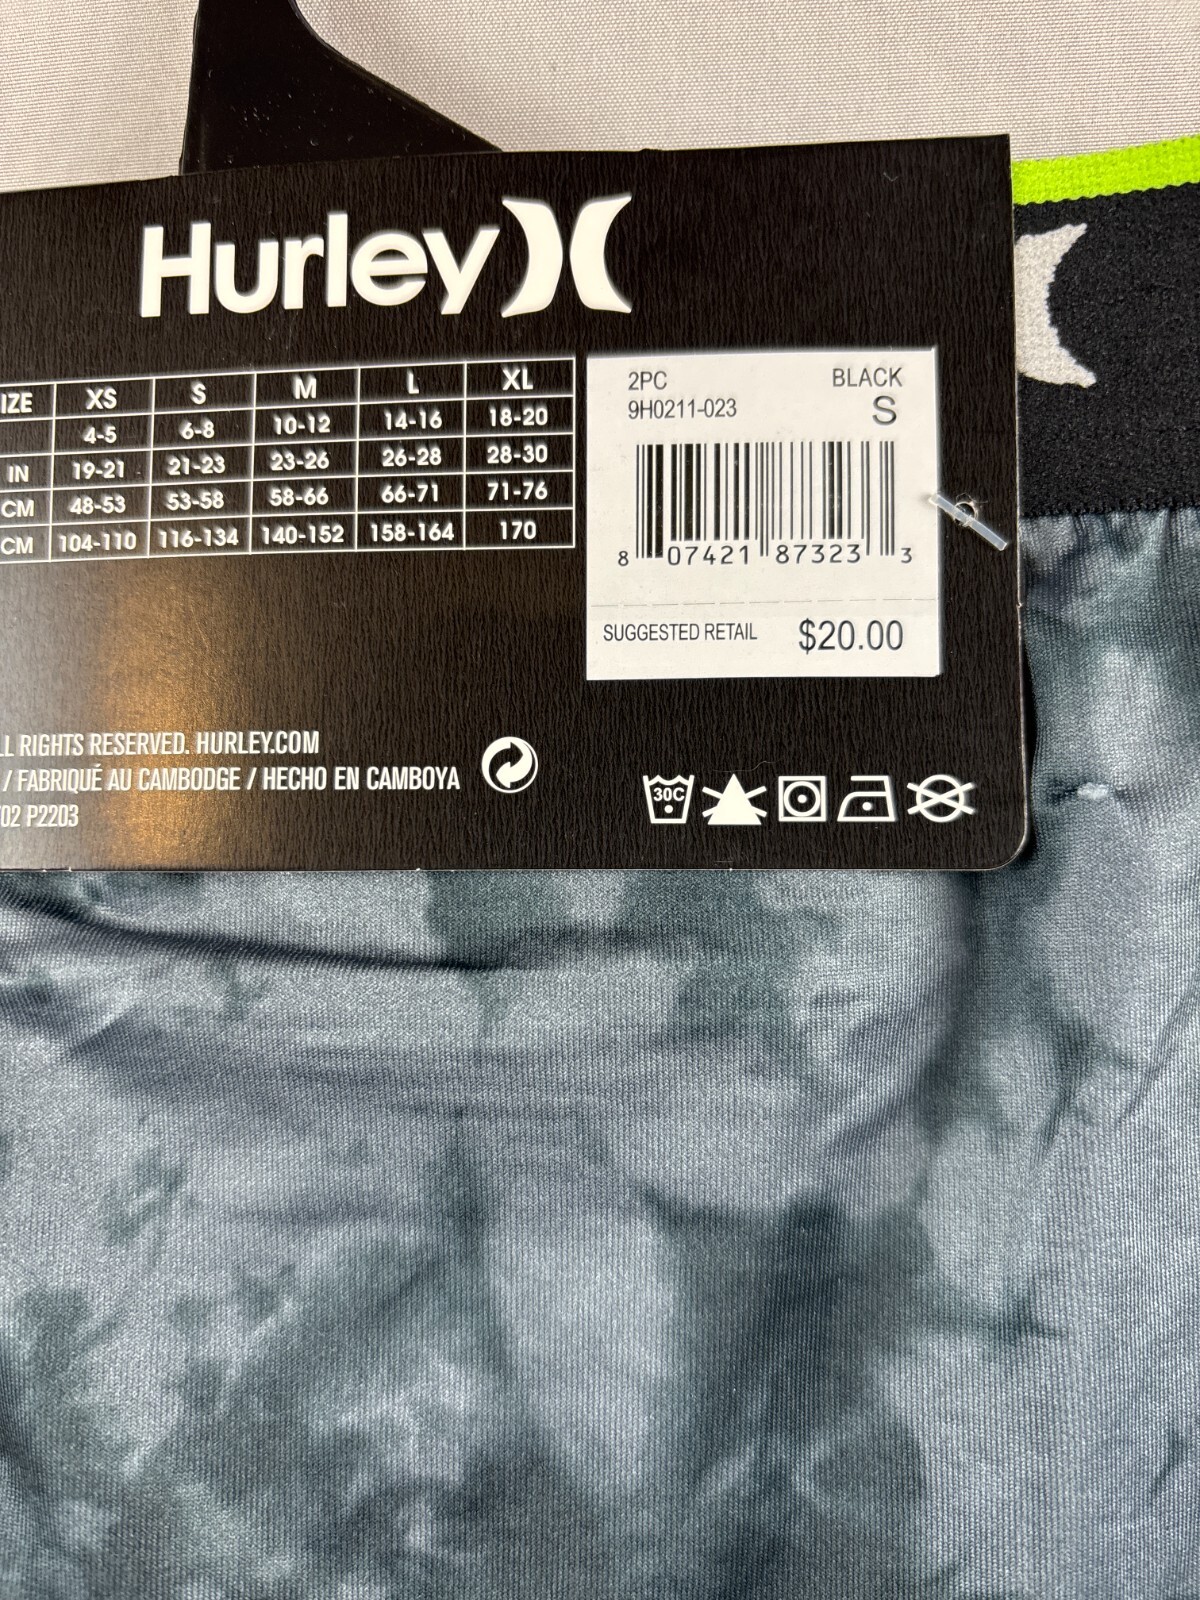 Hurley
IZE XS S M L XL
4-5 6-8 10-12 14-16 18-20
IN 19-21 21-23 23-26 26-28 28-30
CM 48-53 53-58 58-66 66-71 71-76
CM 104-110 116-134 140-152 158-164 170
2PC BLACK
9H0211-023 S
8 07421 87323 3
SUGGESTED RETAIL $20.00
LL RIGHTS RESERVED. HURLEY.COM
/ FABRIQUÉ AU CAMBODGE / HECHO EN CAMBOYA
02 P2203
30C